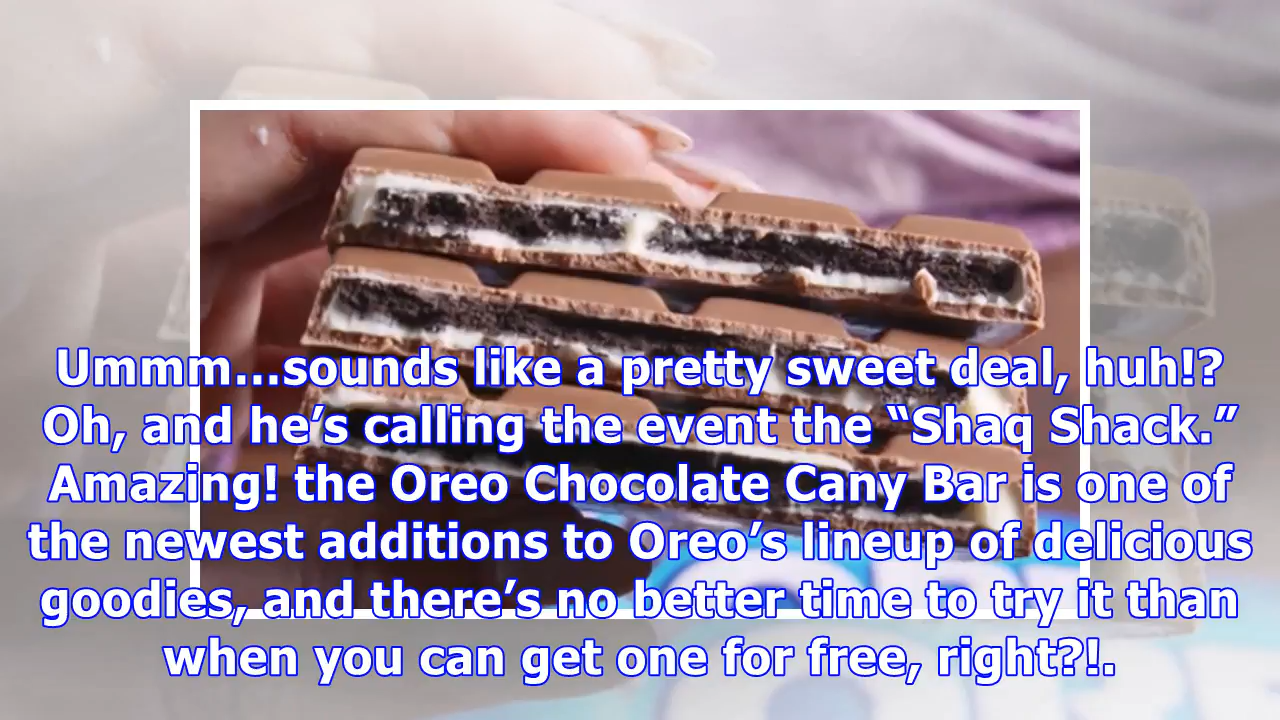 Ummm...sounds like a pretty sweet deal, huh!?
Oh, and he’s calling the event the “Shaq Shack.”
Amazing! the Oreo Chocolate Cany Bar is one of
the newest additions to Oreo’s lineup of delicious
goodies, and there’s no better time to try it than
when you can get one for free, right?!.